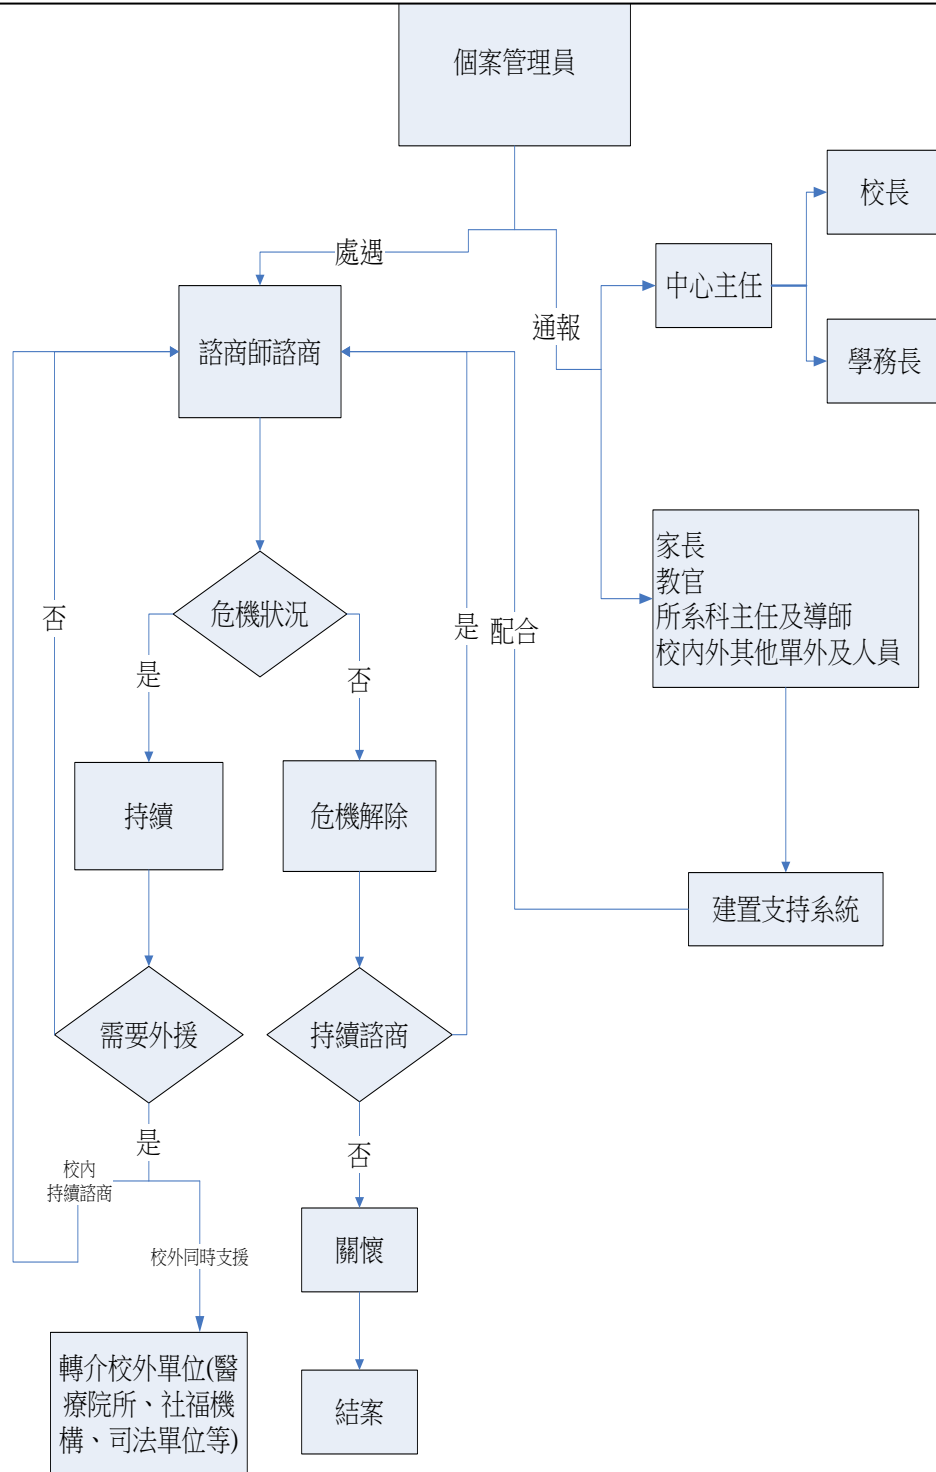 個案管理員
校長
處遇
中心主任
通報
諮商師諮商
學務長
家長
教官
所系科主任及導師
校內外其他單外及人員
危機狀況
否
是
配合
是
否
持續
危機解除
建置支持系統
需要外援
持續諮商
是
否
校內
持續諮商
校外同時支援
關懷
轉介校外單位(醫
療院所、社福機
構、司法單位等)
結案